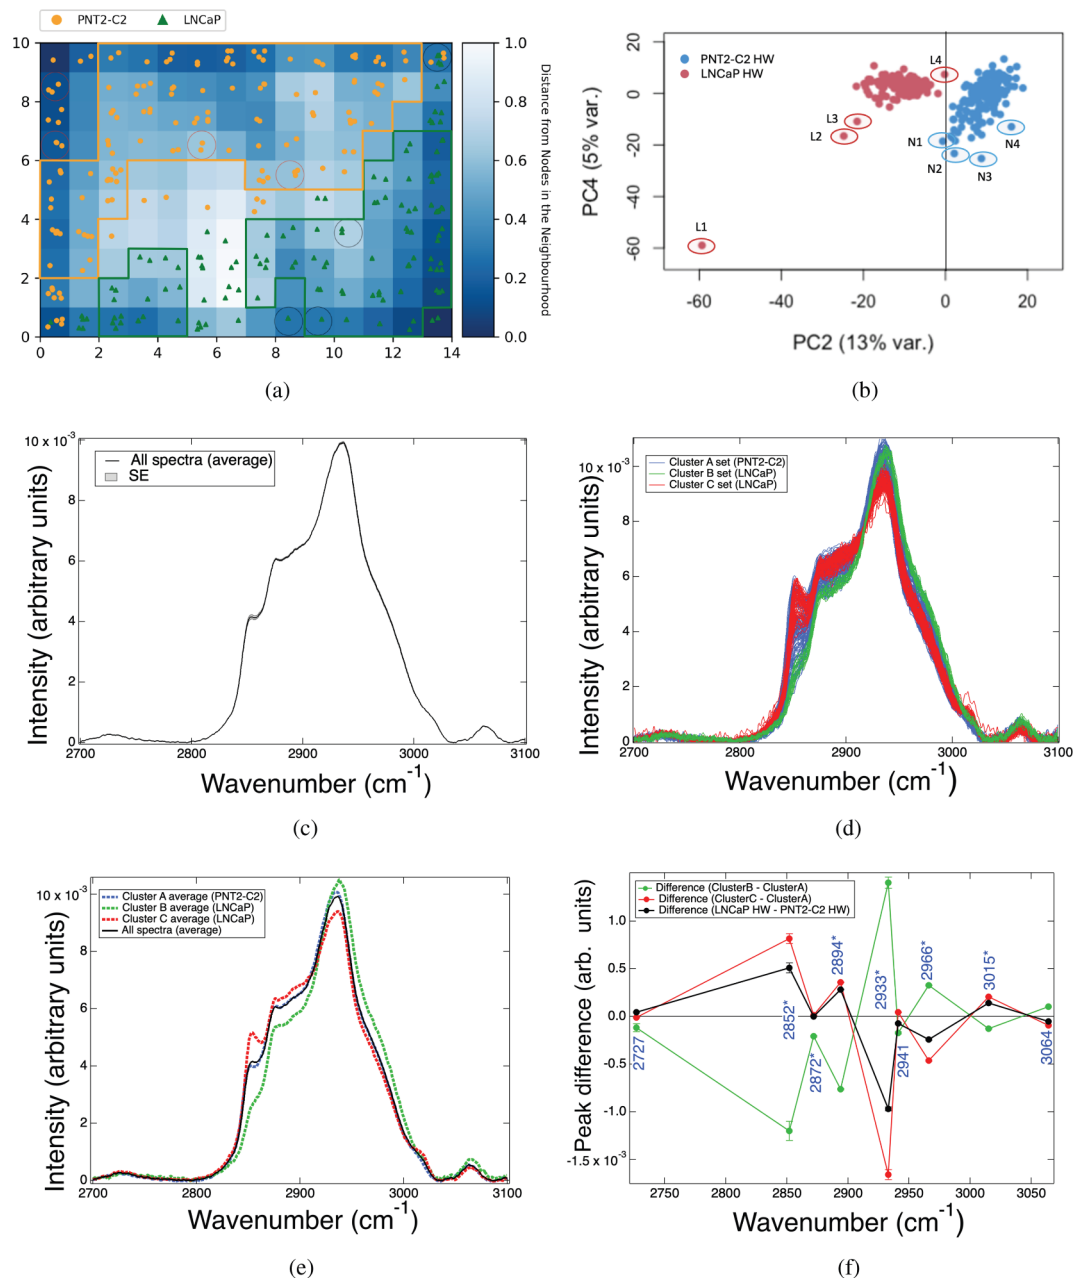 PNT2-C2 LNCaP
10
8
6
4
2
0
0 2 4 6 8 10 12 14
1.0
0.8
0.6
0.4
0.2
0.0
Distance from Nodes in the Neighbourhood
(a)
PNT2-C2 HW
LNCaP HW
L4
L3
L2
L1
N1
N2
N3
N4
20
0
-20
-40
-60
PC4 (5% var.)
-60 -20 0 20
PC2 (13% var.)
(b)
10 x 10-3
8
6
4
2
0
All spectra (average)
SE
Intensity (arbitrary units)
2700 2800 2900 3000 3100
Wavenumber (cm-1)
(c)
10 x 10-3
8
6
4
2
0
Cluster A set (PNT2-C2)
Cluster B set (LNCaP)
Cluster C set (LNCaP)
Intensity (arbitrary units)
2700 2800 2900 3000 3100
Wavenumber (cm-1)
(d)
10 x 10-3
8
6
4
2
0
Cluster A average (PNT2-C2)
Cluster B average (LNCaP)
Cluster C average (LNCaP)
All spectra (average)
Intensity (arbitrary units)
2700 2800 2900 3000 3100
Wavenumber (cm-1)
(e)
Difference (ClusterB - ClusterA)
Difference (ClusterC - ClusterA)
Difference (LNCaP HW - PNT2-C2 HW)
1.0
0.5
0.0
-0.5
-1.0
-1.5 x 10-3
Peak difference (arb. units)
2727
2852*
2872*
2894*
2933*
2941
2966*
3015*
3064
2750 2800 2850 2900 2950 3000 3050
Wavenumber (cm-1)
(f)